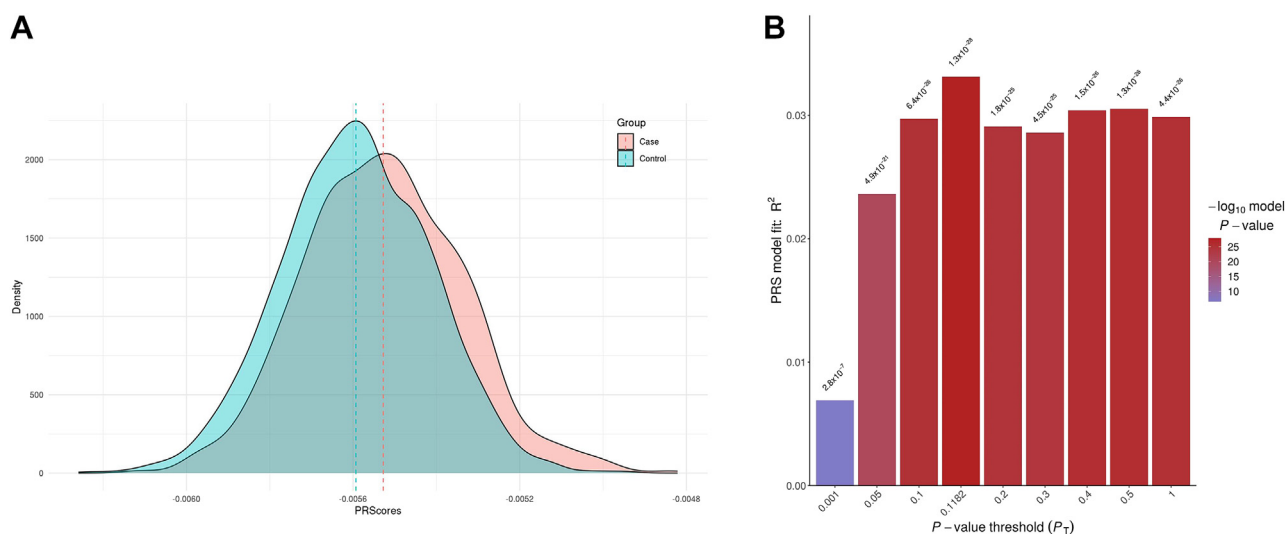 A
Density
2000
1500
1000
500
0
-0.0060
-0.0056
-0.0052
-0.0048
PRScores
Group
Case
Control
B
PRS model fit: R²
0.03
0.02
0.01
0.00
2.8x10⁻⁷
4.9x10⁻²¹
6.4x10⁻²⁶
1.3x10⁻²⁸
1.8x10⁻²⁵
4.5x10⁻²⁵
1.5x10⁻²⁶
1.3x10⁻²⁶
4.4x10⁻²⁶
0.001
0.05
0.1
0.1182
0.2
0.3
0.4
0.5
1
P − value threshold (P_T)
−log₁₀ model
P − value
25
20
15
10